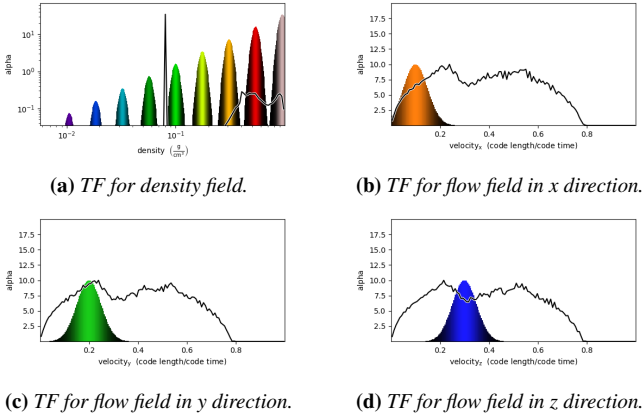 10¹
10⁰
10⁻¹
alpha
10⁻²
10⁻¹
density (g/cm³)
(a) TF for density field.
17.5
15.0
12.5
10.0
7.5
5.0
2.5
alpha
0.2 0.4 0.6 0.8
velocityₓ (code length/code time)
(b) TF for flow field in x direction.
17.5
15.0
12.5
10.0
7.5
5.0
2.5
alpha
0.2 0.4 0.6 0.8
velocityᵧ (code length/code time)
(c) TF for flow field in y direction.
17.5
15.0
12.5
10.0
7.5
5.0
2.5
alpha
0.2 0.4 0.6 0.8
velocity_z (code length/code time)
(d) TF for flow field in z direction.